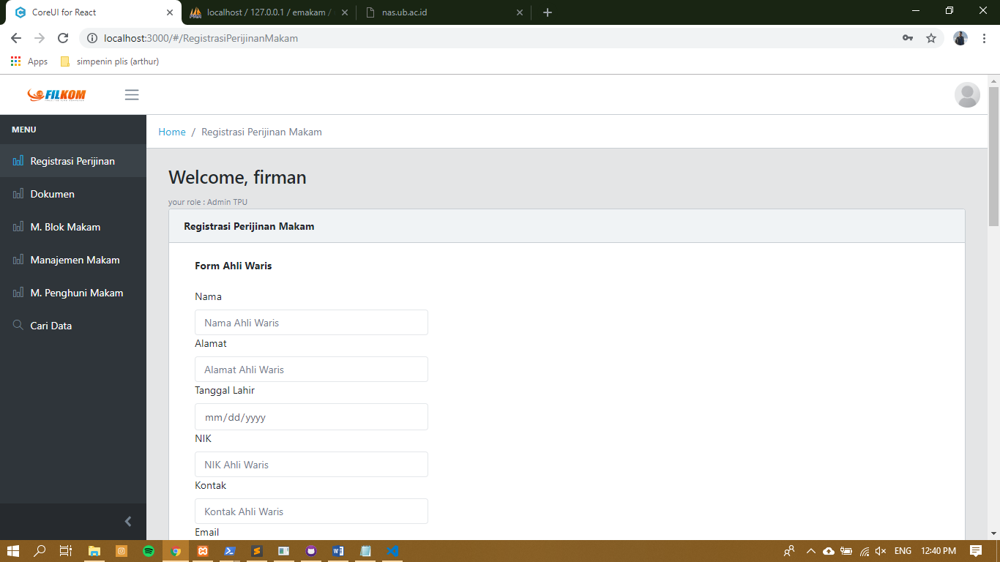 CoreUI for React
localhost / 127.0.0.1 / emakam /
nas.ub.ac.id
localhost:3000/#/RegistrasiPerijinanMakam
Apps
simpenin plis (arthur)
FILKOM
MENU
Registrasi Perijinan
Dokumen
M. Blok Makam
Manajemen Makam
M. Penghuni Makam
Cari Data
Home / Registrasi Perijinan Makam
Welcome, firman
your role : Admin TPU
Registrasi Perijinan Makam
Form Ahli Waris
Nama
Nama Ahli Waris
Alamat
Alamat Ahli Waris
Tanggal Lahir
mm/dd/yyyy
NIK
NIK Ahli Waris
Kontak
Kontak Ahli Waris
Email
ENG 12:40 PM